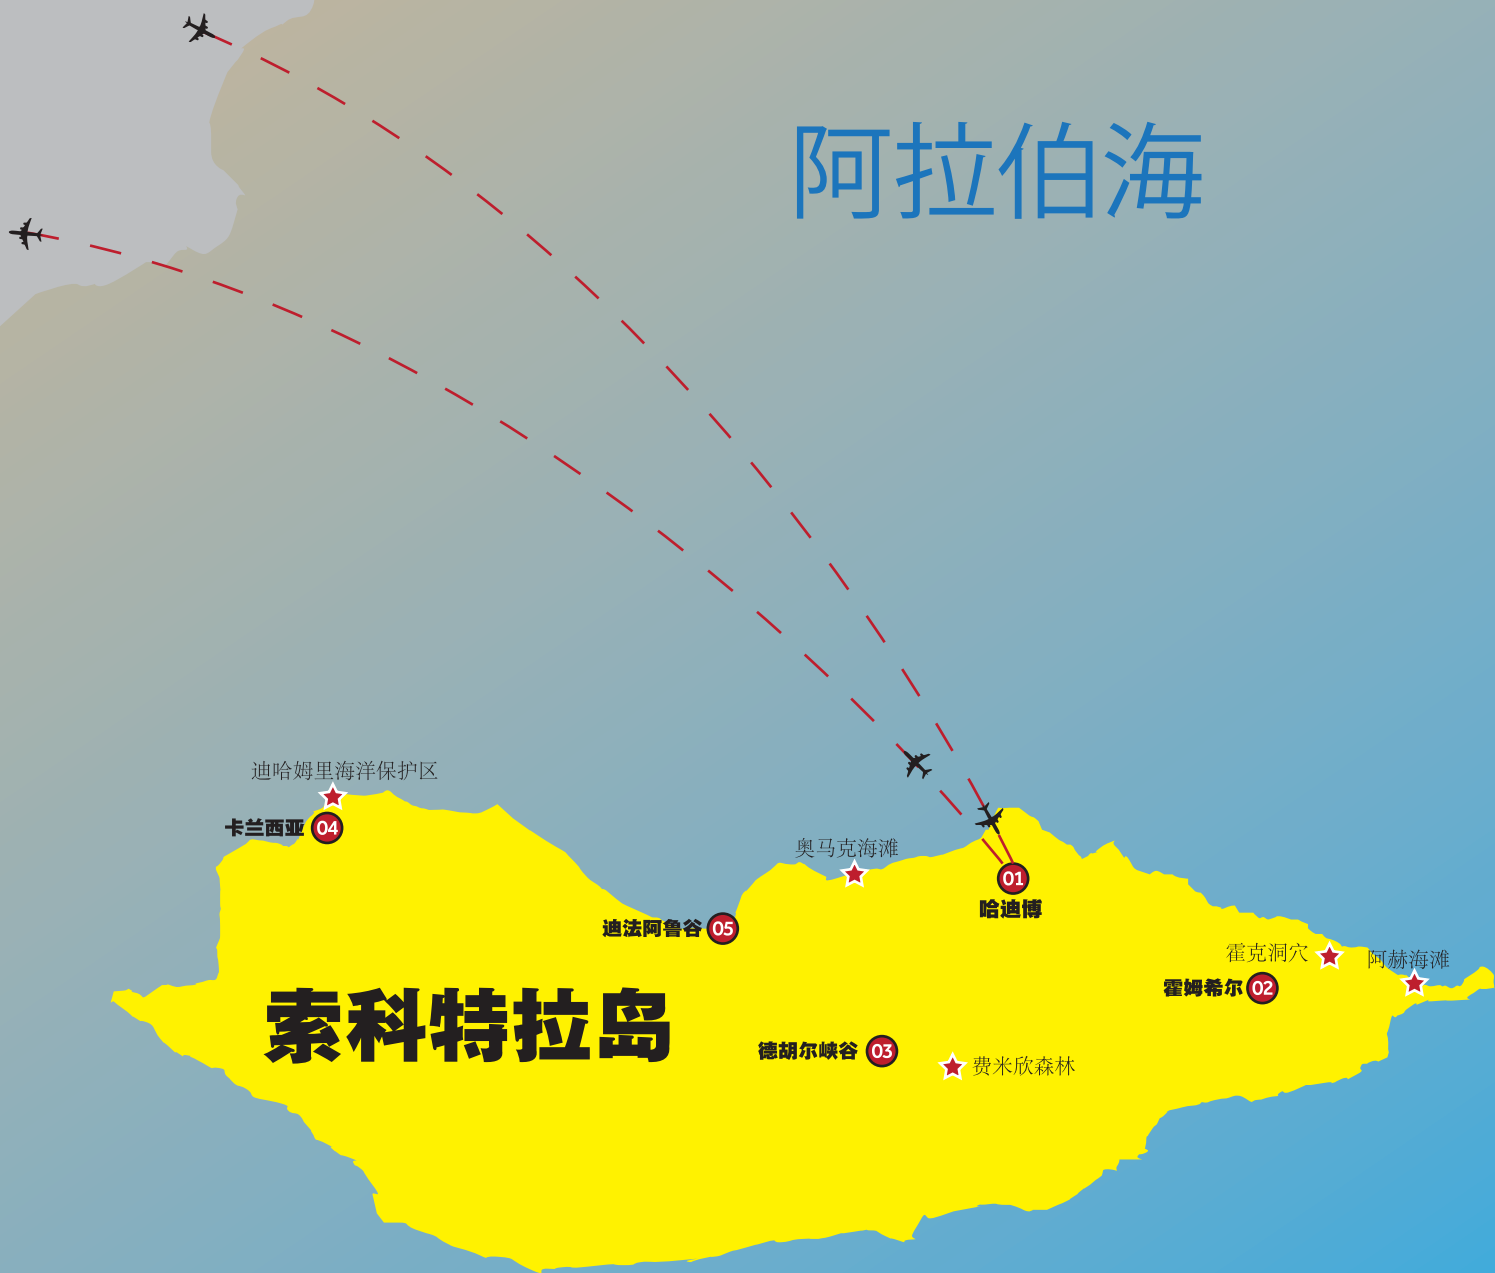 阿拉伯海
迪哈姆里海洋保护区
卡兰西亚 04
奥马克海滩
01
哈迪博
迪法阿鲁谷 05
霍克洞穴
阿赫海滩
霍姆希尔 02
索科特拉岛
德胡尔峡谷 03
费米欣森林